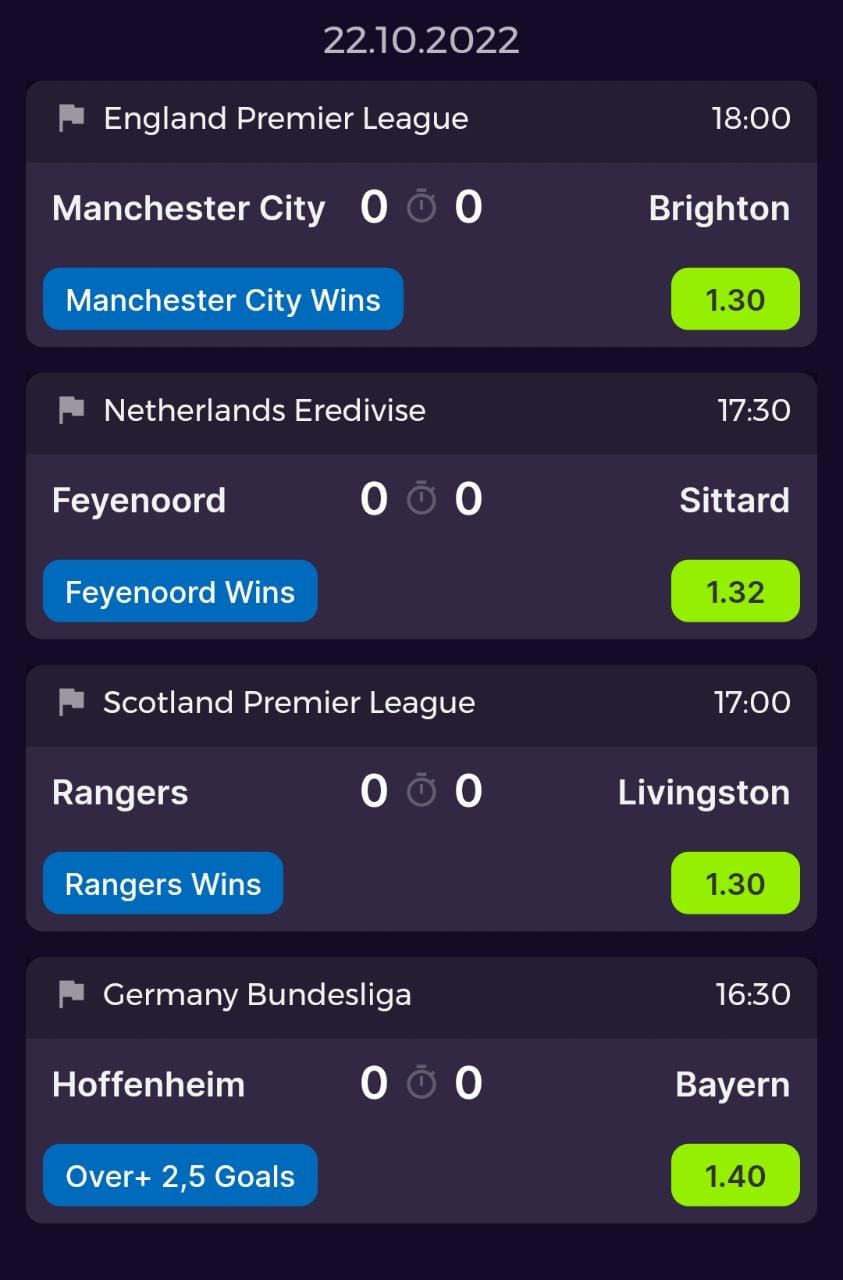 22.10.2022
England Premier League 18:00
Manchester City 0 0 Brighton
Manchester City Wins 1.30
Netherlands Eredivise 17:30
Feyenoord 0 0 Sittard
Feyenoord Wins 1.32
Scotland Premier League 17:00
Rangers 0 0 Livingston
Rangers Wins 1.30
Germany Bundesliga 16:30
Hoffenheim 0 0 Bayern
Over+ 2,5 Goals 1.40